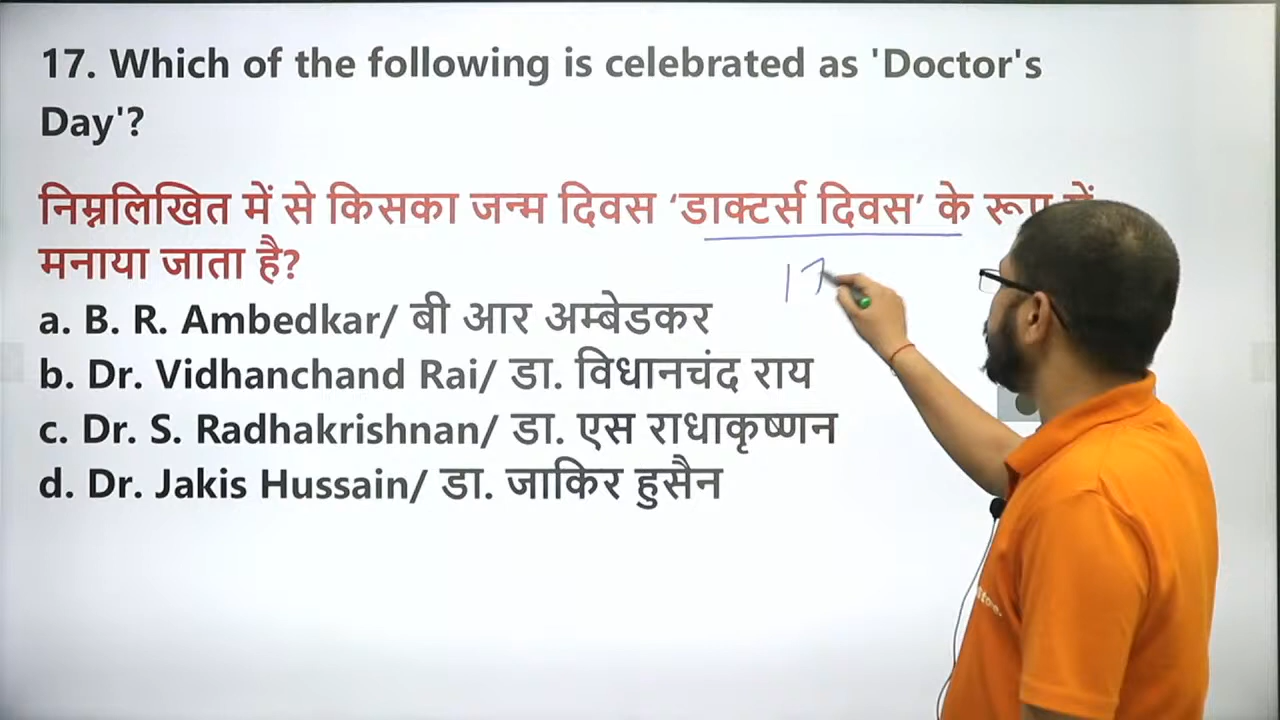 17. Which of the following is celebrated as 'Doctor's
Day'?
निम्नलिखित में से किसका जन्म दिवस ‘डाक्टर्स दिवस’ के रूप में
मनाया जाता है?
a. B. R. Ambedkar/ बी आर अम्बेडकर
b. Dr. Vidhanchand Rai/ डा. विधानचंद राय
c. Dr. S. Radhakrishnan/ डा. एस राधाकृष्णन
d. Dr. Jakis Hussain/ डा. जाकिर हुसैन